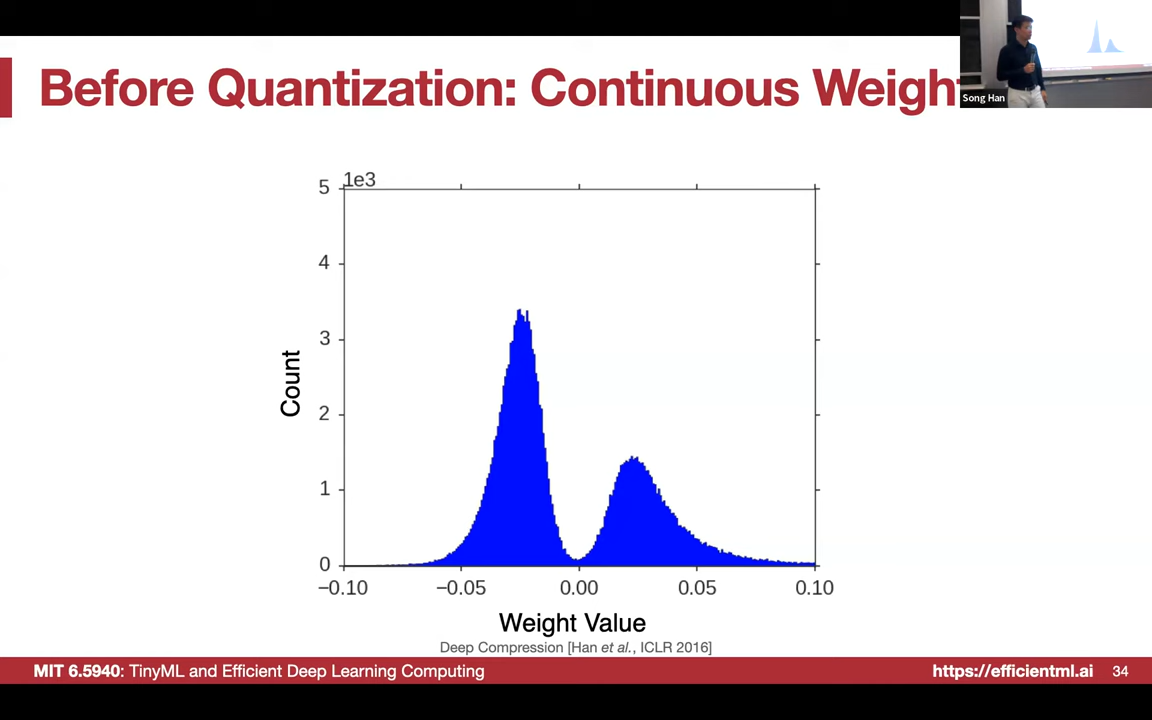 Before Quantization: Continuous Weight
Song Han
1e3
5
4
3
2
1
0
Count
−0.10
−0.05
0.00
0.05
0.10
Weight Value
Deep Compression [Han et al., ICLR 2016]
MIT 6.5940: TinyML and Efficient Deep Learning Computing
https://efficientml.ai
34